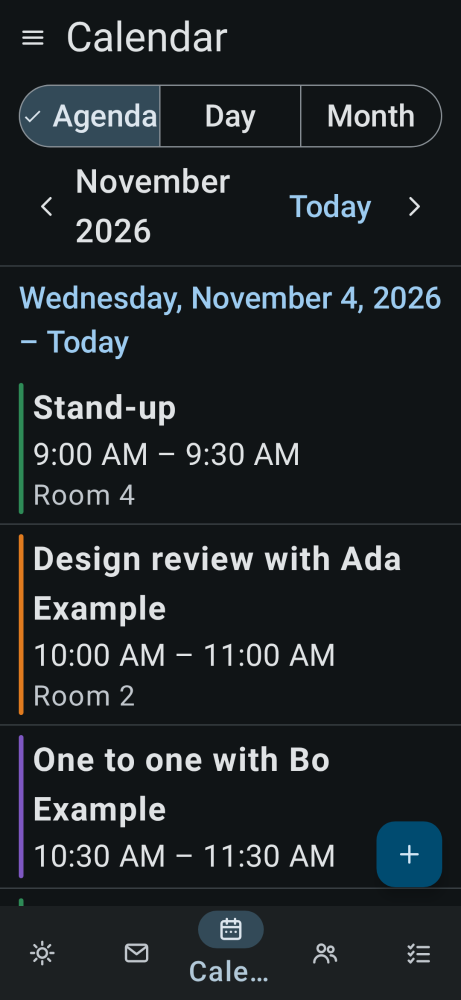 Calendar
Agenda
Day
Month
November
2026
Today
Wednesday, November 4, 2026
– Today
Stand-up
9:00 AM – 9:30 AM
Room 4
Design review with Ada
Example
10:00 AM – 11:00 AM
Room 2
One to one with Bo
Example
10:30 AM – 11:30 AM
Cale…